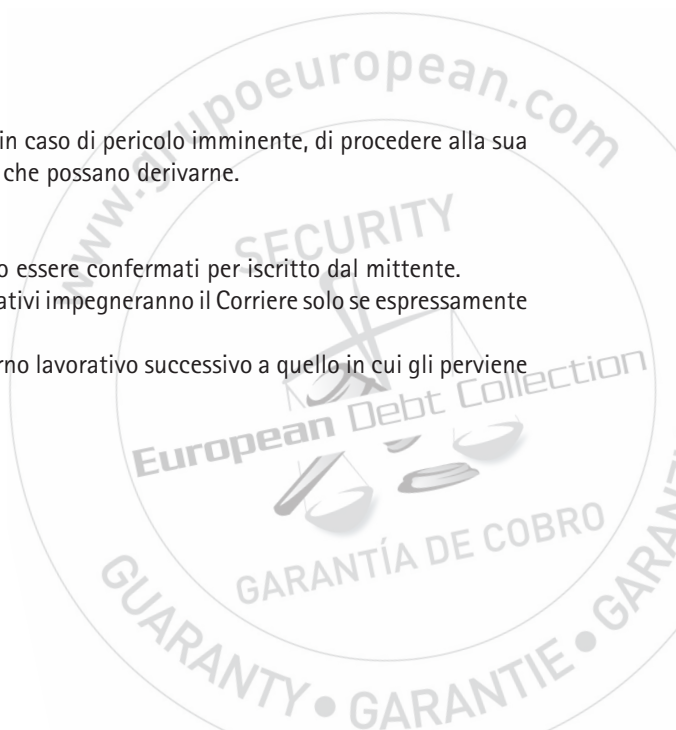 www.grupoeuropean.com
in caso di pericolo imminente, di procedere alla sua
che possano derivarne.
SECURITY
o essere confermati per iscritto dal mittente.
ativi impegneranno il Corriere solo se espressamente
rno lavorativo successivo a quello in cui gli perviene
European Debt Collection
GARANTÍA DE COBRO
GUARANTY • GARANTIE • GARANTI